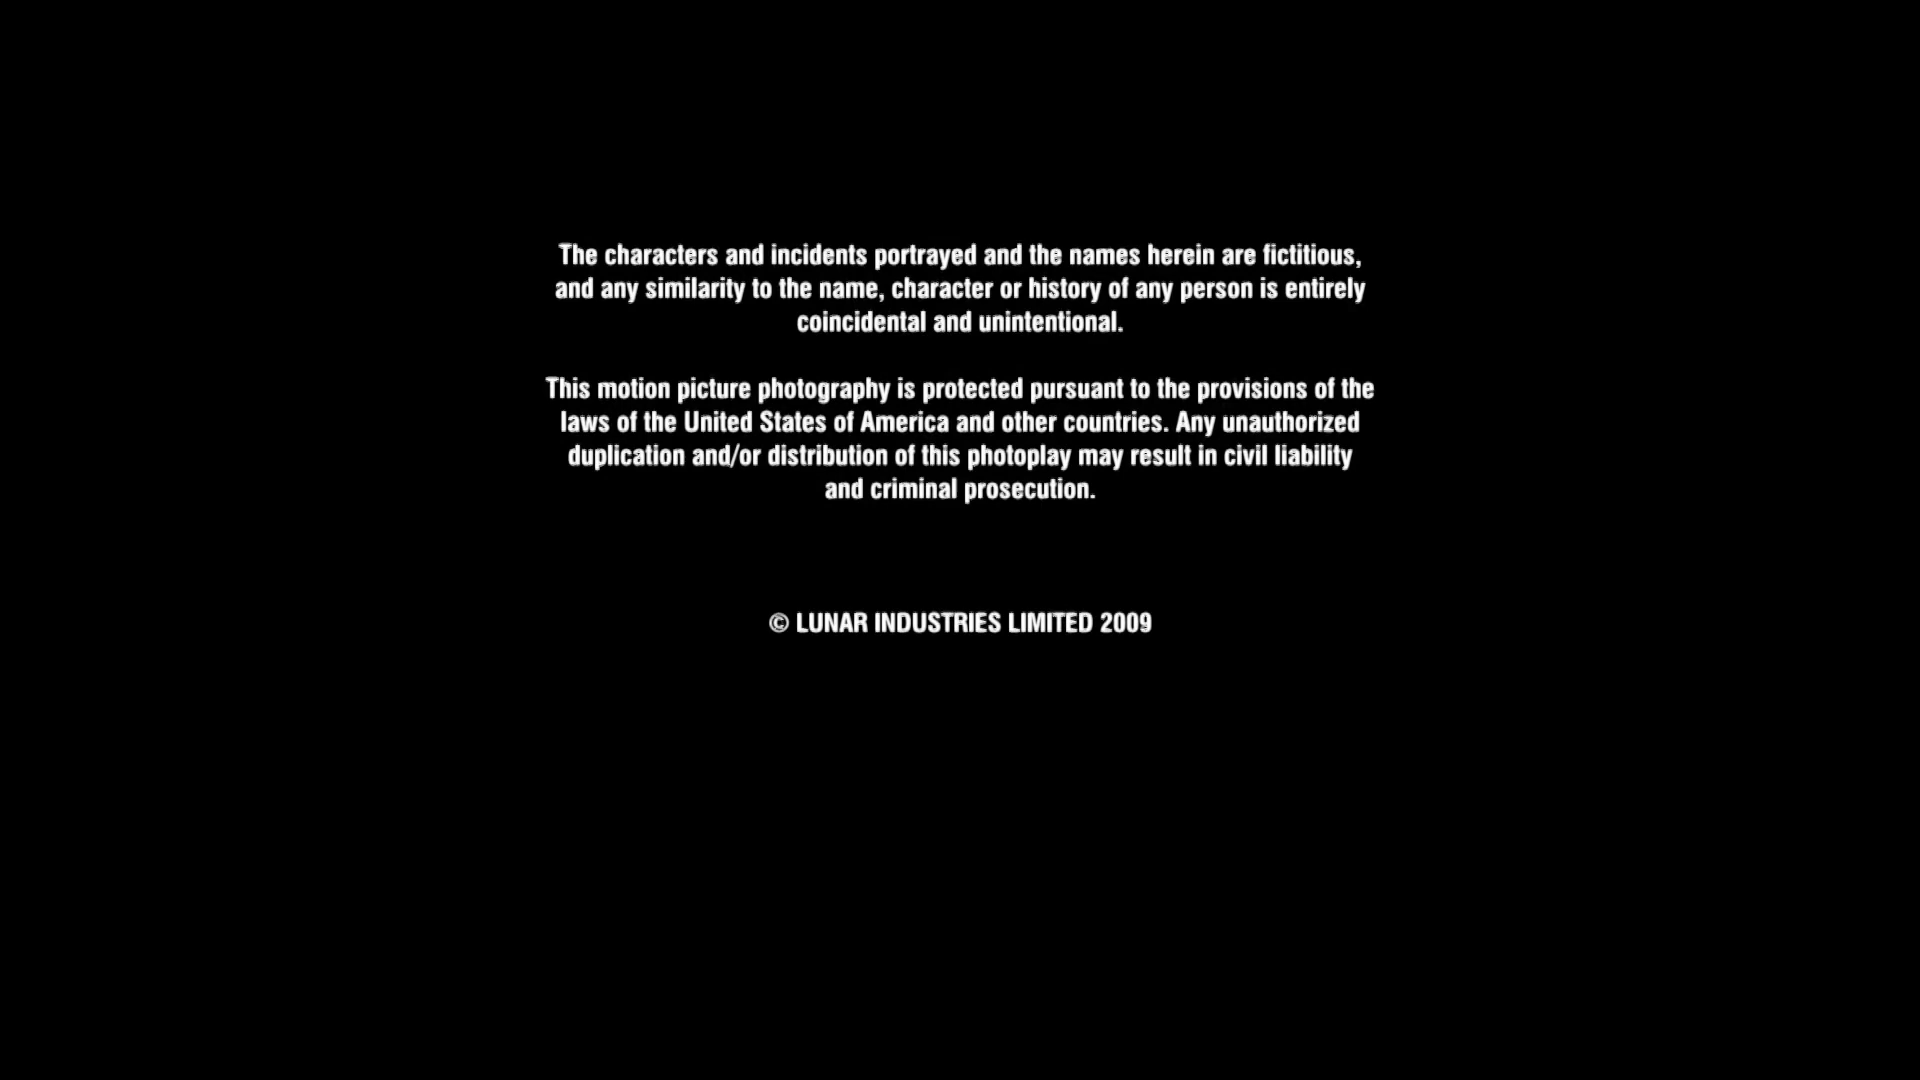 The characters and incidents portrayed and the names herein are fictitious,
and any similarity to the name, character or history of any person is entirely
coincidental and unintentional.
This motion picture photography is protected pursuant to the provisions of the
laws of the United States of America and other countries. Any unauthorized
duplication and/or distribution of this photoplay may result in civil liability
and criminal prosecution.
© LUNAR INDUSTRIES LIMITED 2009